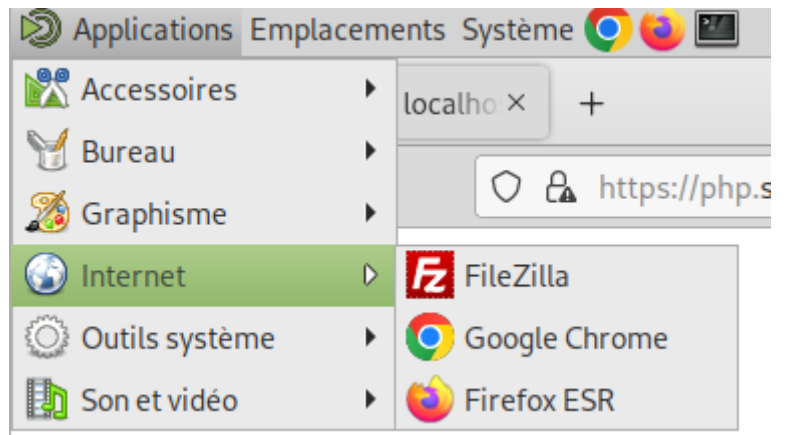 Applications Emplacements Système
Accessoires
localho
Bureau
https://php.s
Graphisme
Internet
FileZilla
Outils système
Google Chrome
Son et vidéo
Firefox ESR